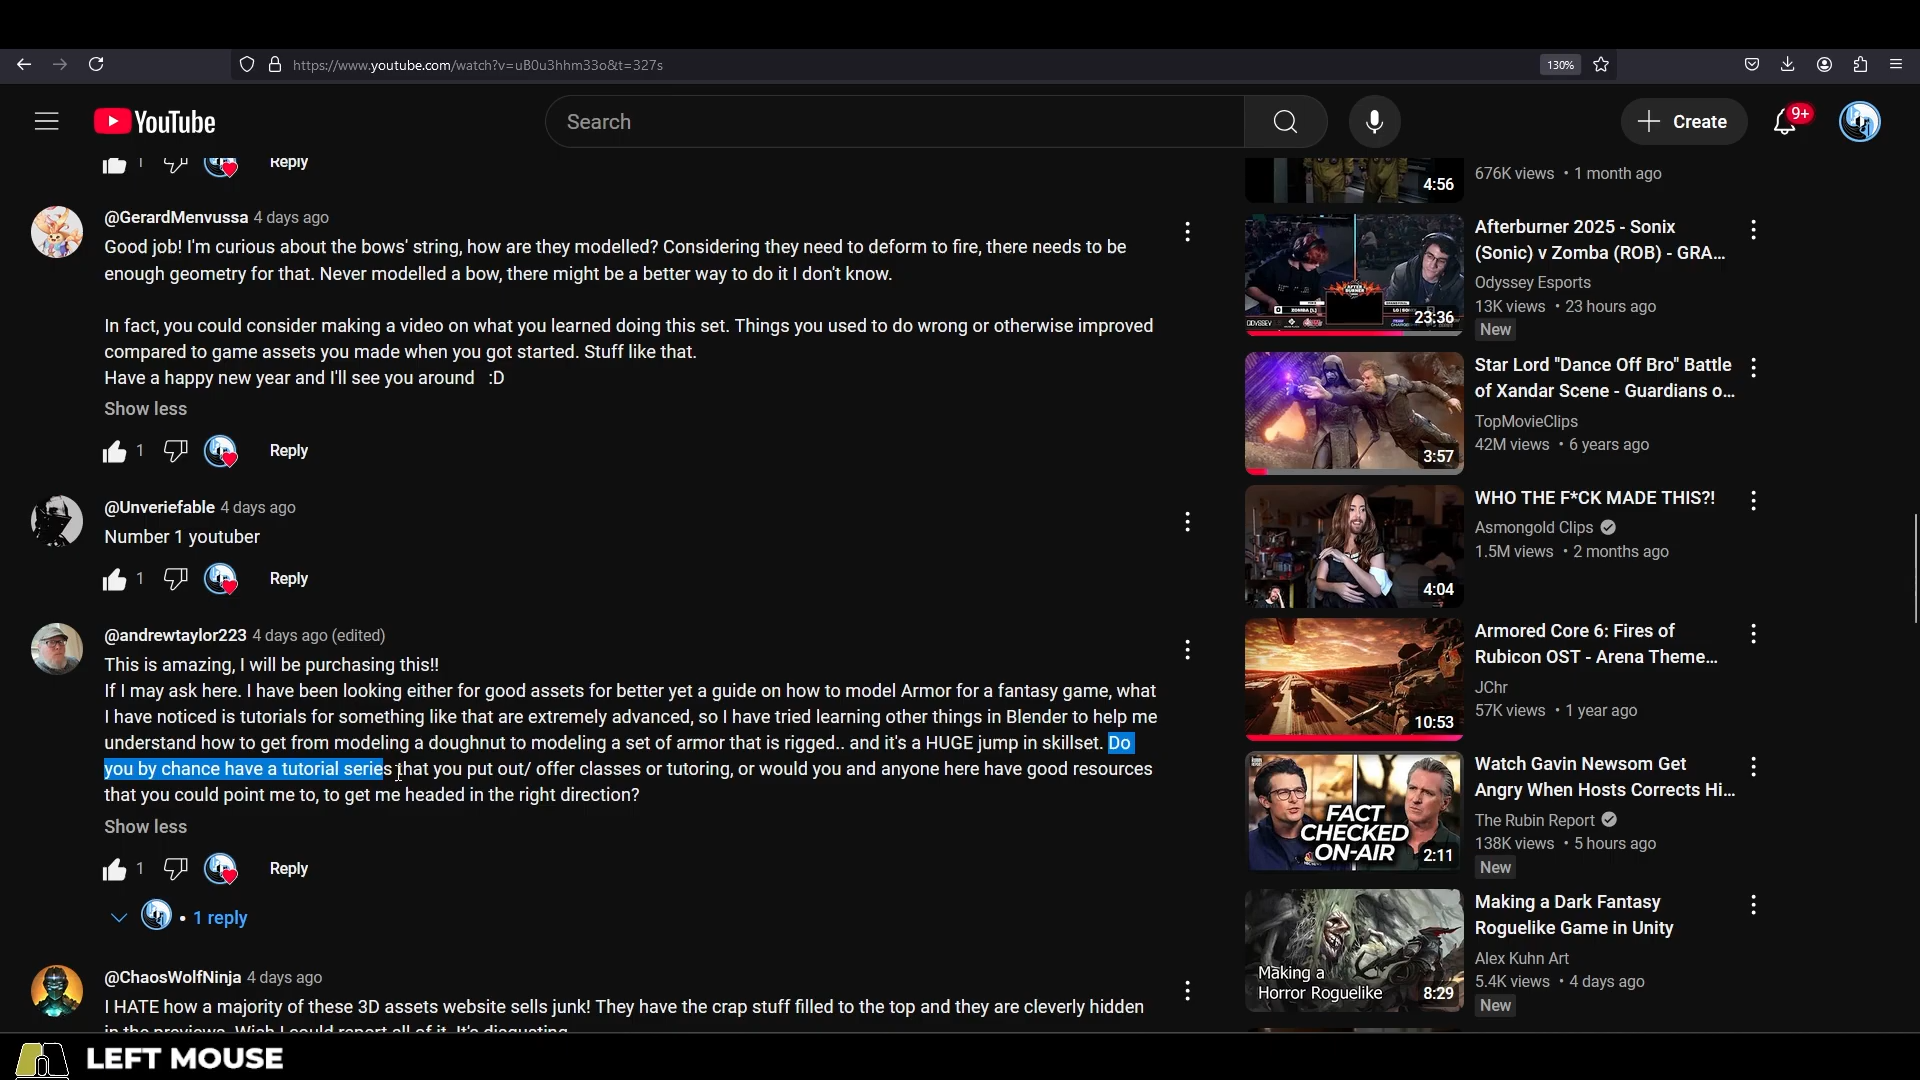 https://www.youtube.com/watch?v=uB0u3hhm33o&t=327s
130%
YouTube
Search
Create
9+
1
Reply
@GerardMenvussa 4 days ago
Good job! I'm curious about the bows' string, how are they modelled? Considering they need to deform to fire, there needs to be
enough geometry for that. Never modelled a bow, there might be a better way to do it I don't know.
In fact, you could consider making a video on what you learned doing this set. Things you used to do wrong or otherwise improved
compared to game assets you made when you got started. Stuff like that.
Have a happy new year and I'll see you around :D
Show less
1
Reply
@Unveriefable 4 days ago
Number 1 youtuber
1
Reply
@andrewtaylor223 4 days ago (edited)
This is amazing, I will be purchasing this!!
If I may ask here. I have been looking either for good assets for better yet a guide on how to model Armor for a fantasy game, what
I have noticed is tutorials for something like that are extremely advanced, so I have tried learning other things in Blender to help me
understand how to get from modeling a doughnut to modeling a set of armor that is rigged.. and it's a HUGE jump in skillset. Do
you by chance have a tutorial series that you put out/ offer classes or tutoring, or would you and anyone here have good resources
that you could point me to, to get me headed in the right direction?
Show less
1
Reply
• 1 reply
@ChaosWolfNinja 4 days ago
I HATE how a majority of these 3D assets website sells junk! They have the crap stuff filled to the top and they are cleverly hidden
in the previews. Wish I could report all of it. It's disgusting
4:56
676K views • 1 month ago
23:36
Afterburner 2025 - Sonix
(Sonic) v Zomba (ROB) - GRA...
Odyssey Esports
13K views • 23 hours ago
New
3:57
Star Lord "Dance Off Bro" Battle
of Xandar Scene - Guardians o...
TopMovieClips
42M views • 6 years ago
4:04
WHO THE F*CK MADE THIS?!
Asmongold Clips
1.5M views • 2 months ago
10:53
Armored Core 6: Fires of
Rubicon OST - Arena Theme...
JChr
57K views • 1 year ago
FACT
CHECKED
ON-AIR
2:11
Watch Gavin Newsom Get
Angry When Hosts Corrects Hi...
The Rubin Report
138K views • 5 hours ago
New
Making a
Horror Roguelike
8:29
Making a Dark Fantasy
Roguelike Game in Unity
Alex Kuhn Art
5.4K views • 4 days ago
New
LEFT MOUSE